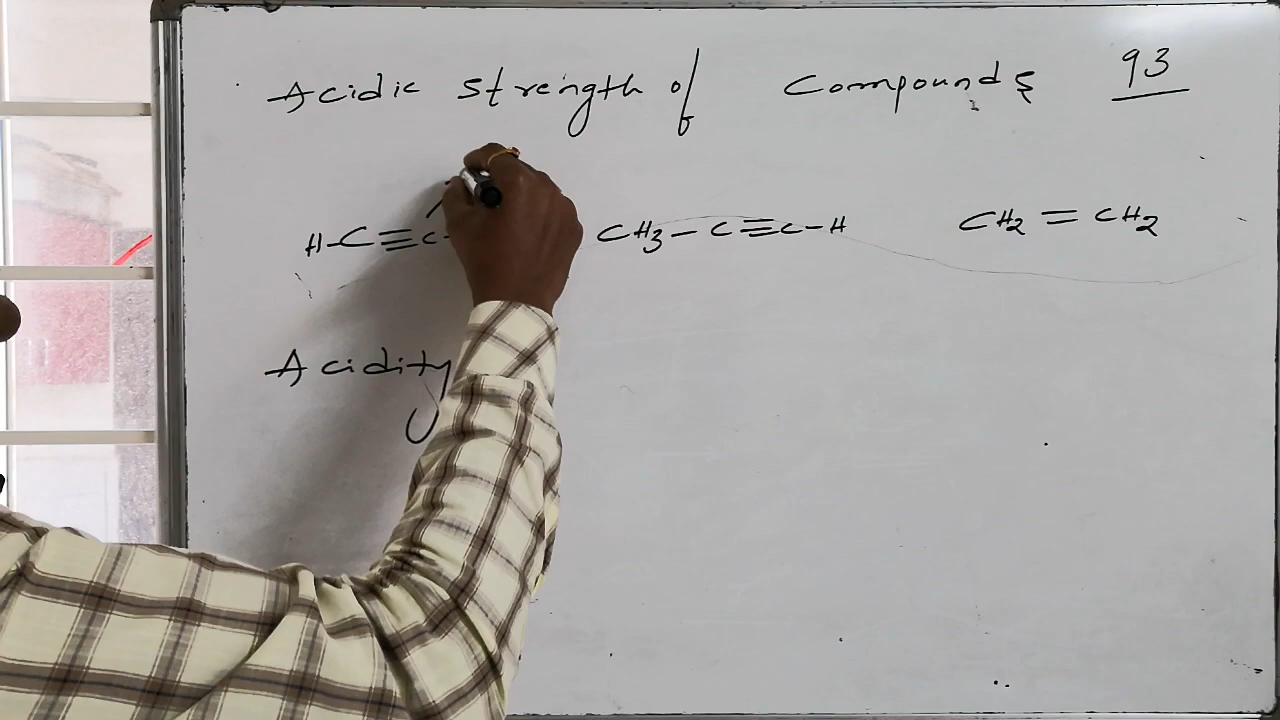 Acidic strength of Compounds 93
H-C≡C- CH3-C≡C-H CH2=CH2
Acidity